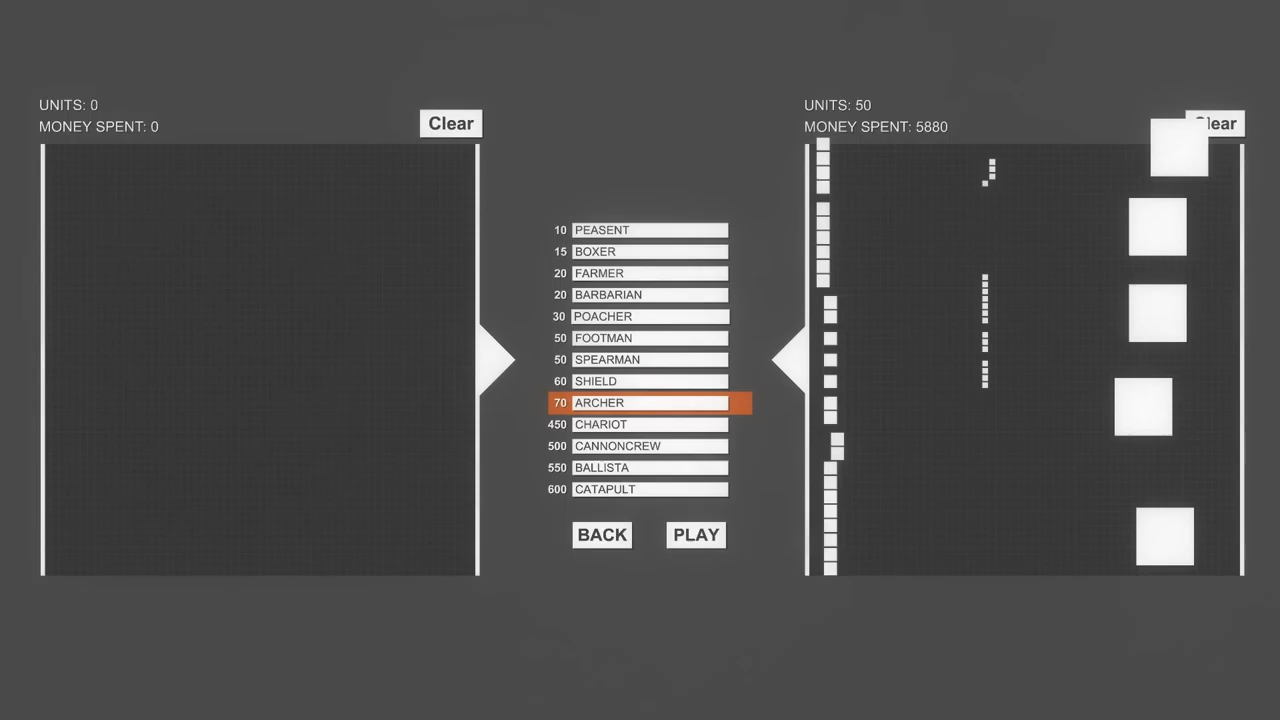 UNITS: 0
MONEY SPENT: 0
Clear
UNITS: 50
MONEY SPENT: 5880
Clear
10 PEASENT
15 BOXER
20 FARMER
20 BARBARIAN
30 POACHER
50 FOOTMAN
50 SPEARMAN
60 SHIELD
70 ARCHER
450 CHARIOT
500 CANNONCREW
550 BALLISTA
600 CATAPULT
BACK
PLAY